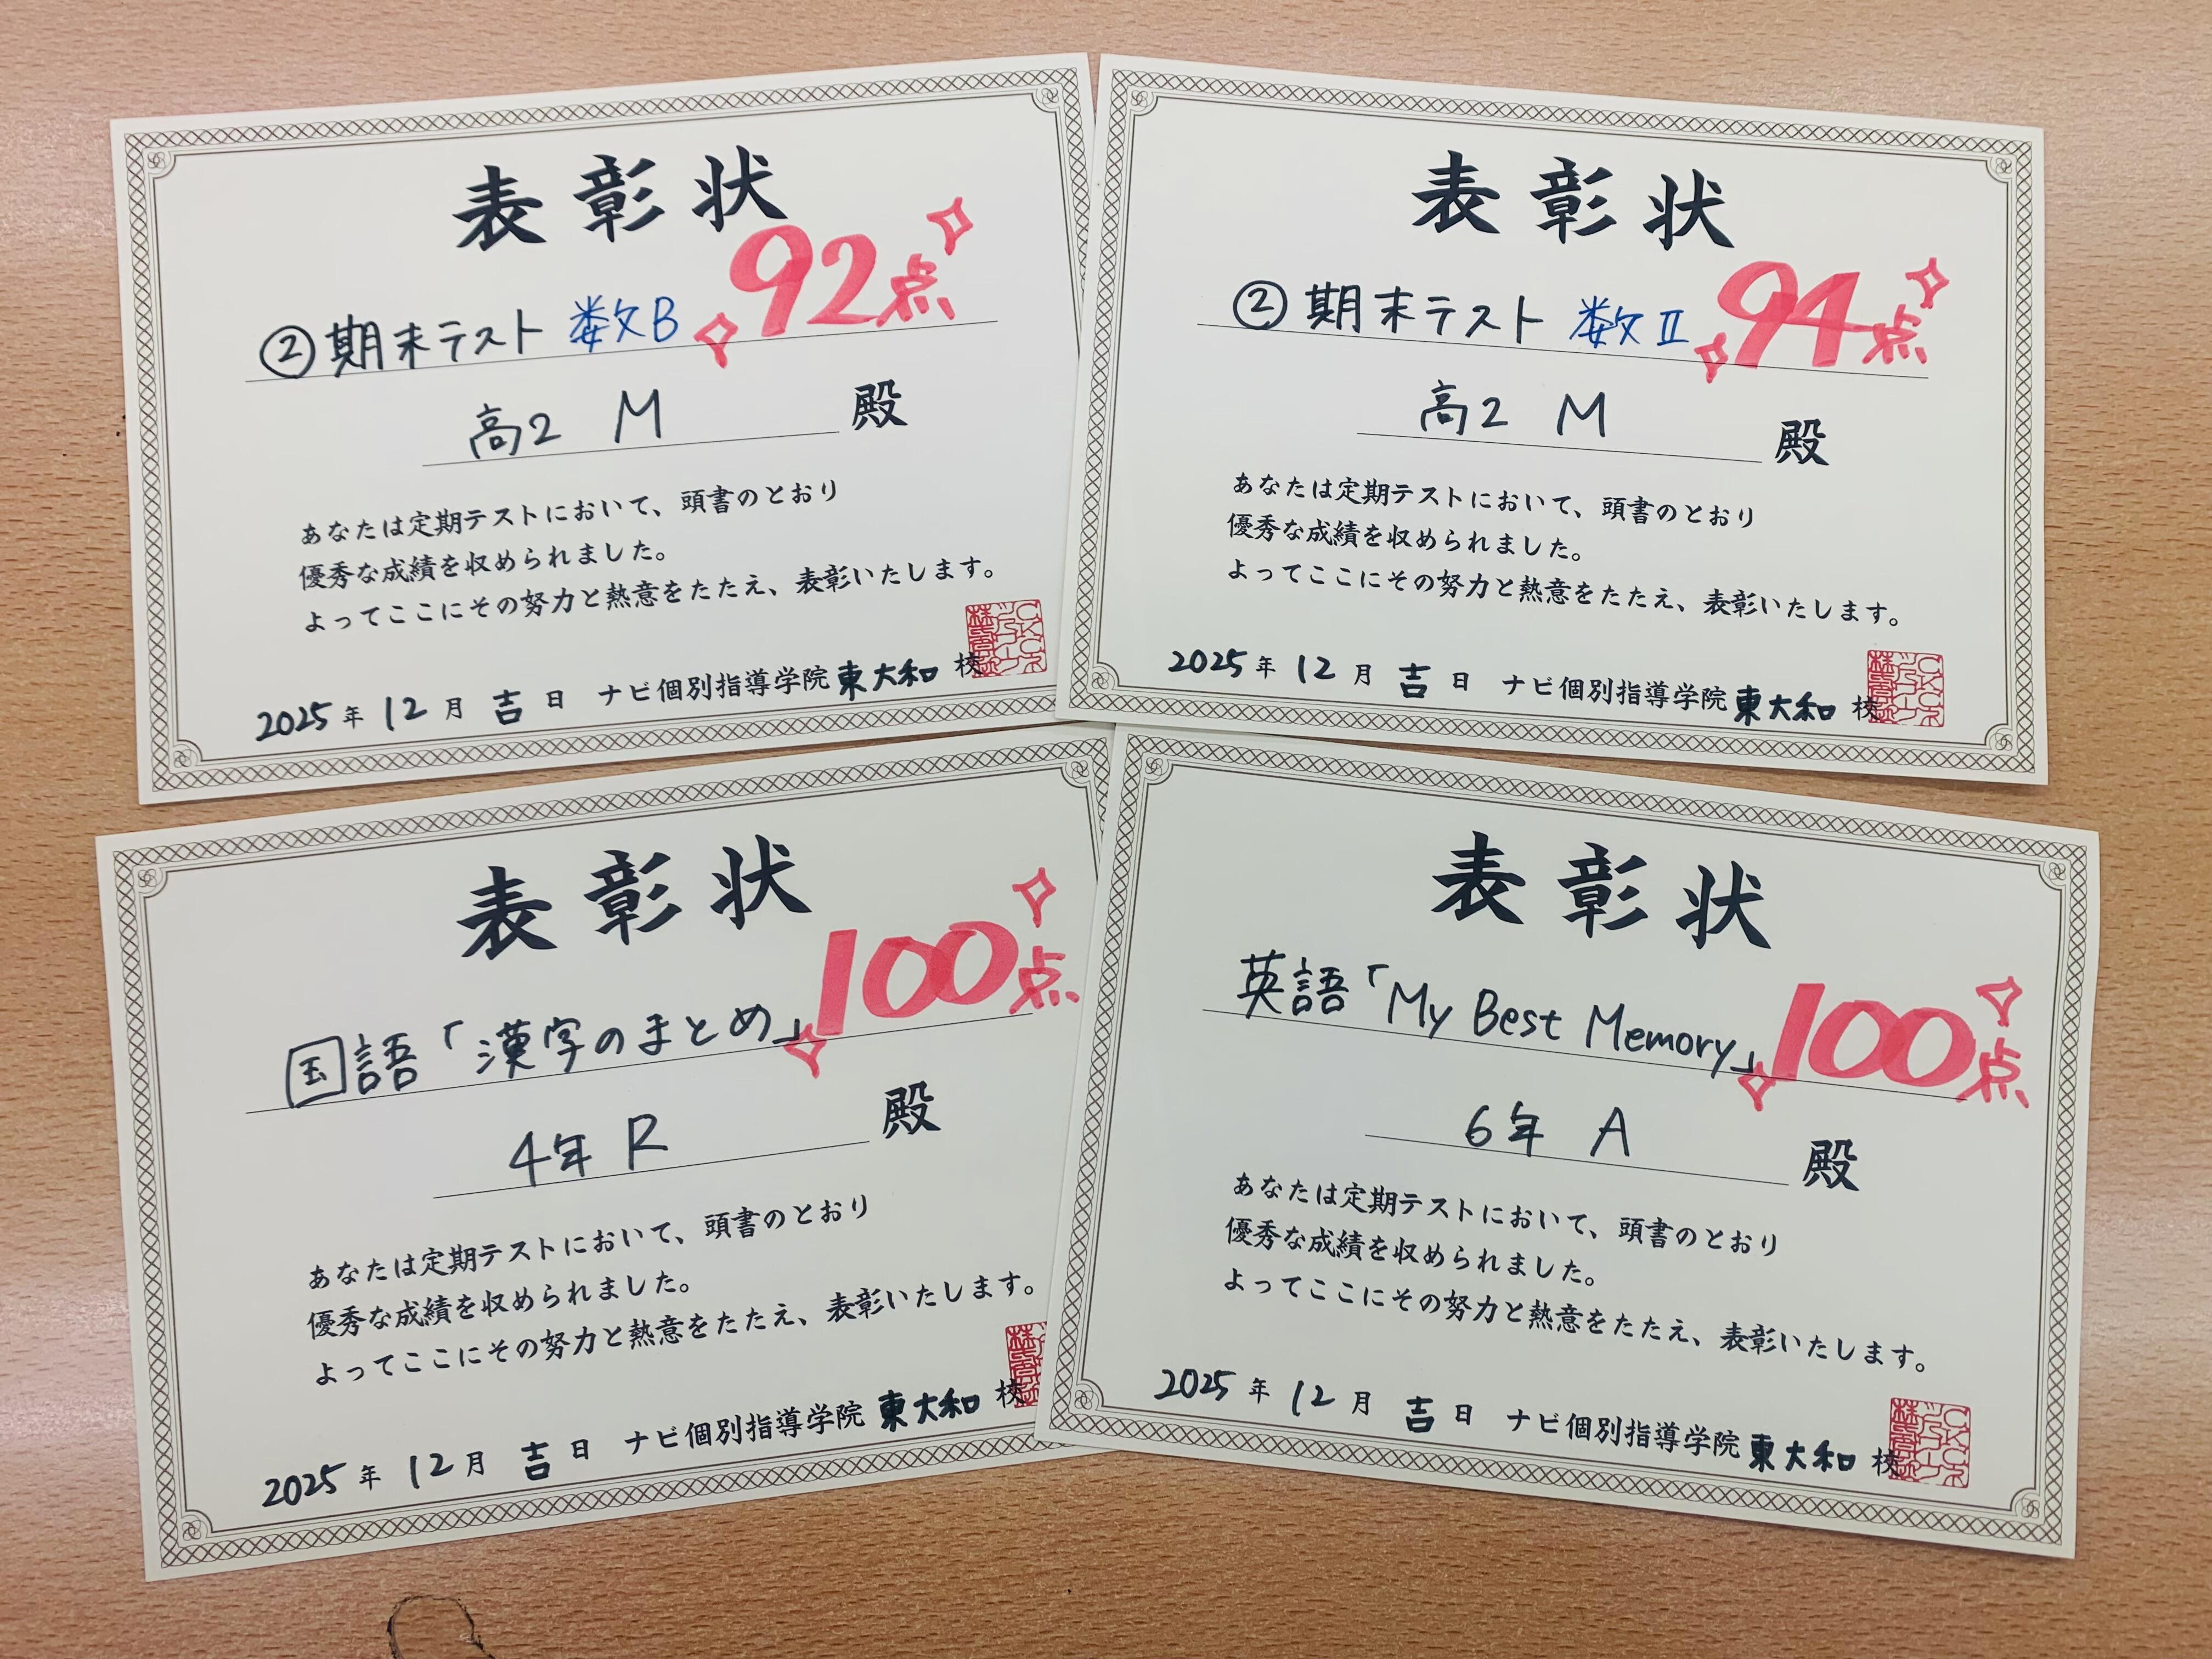 表彰状
②期末テスト 数B 92点
高2 M 殿
あなたは定期テストにおいて、頭書のとおり
優秀な成績を収められました。
よってここにその努力と熱意をたたえ、表彰いたします。
2025年 12月 吉日 ナビ個別指導学院 東大和 校
表彰状
②期末テスト 数Ⅱ 94点
高2 M 殿
あなたは定期テストにおいて、頭書のとおり
優秀な成績を収められました。
よってここにその努力と熱意をたたえ、表彰いたします。
2025年 12月 吉日 ナビ個別指導学院 東大和 校
表彰状
国語「漢字のまとめ」100点
4年 R 殿
あなたは定期テストにおいて、頭書のとおり
優秀な成績を収められました。
よってここにその努力と熱意をたたえ、表彰いたします。
2025年 12月 吉日 ナビ個別指導学院 東大和 校
表彰状
英語「My Best Memory」100点
6年 A 殿
あなたは定期テストにおいて、頭書のとおり
優秀な成績を収められました。
よってここにその努力と熱意をたたえ、表彰いたします。
2025年 12月 吉日 ナビ個別指導学院 東大和 校